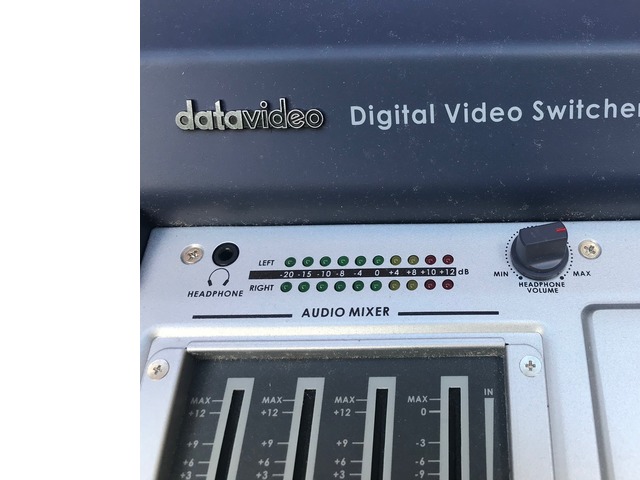 datavideo Digital Video Switcher
LEFT
-20 -15 -10 -8 -4 0 +4 +8 +10 +12 dB
HEADPHONE RIGHT
MIN MAX
HEADPHONE
VOLUME
AUDIO MIXER
MAX MAX MAX MAX IN
+12 +12 +12 0
+9 +9 +9 -3
+6 +6 +6 -6
+3 +3 +3 -9